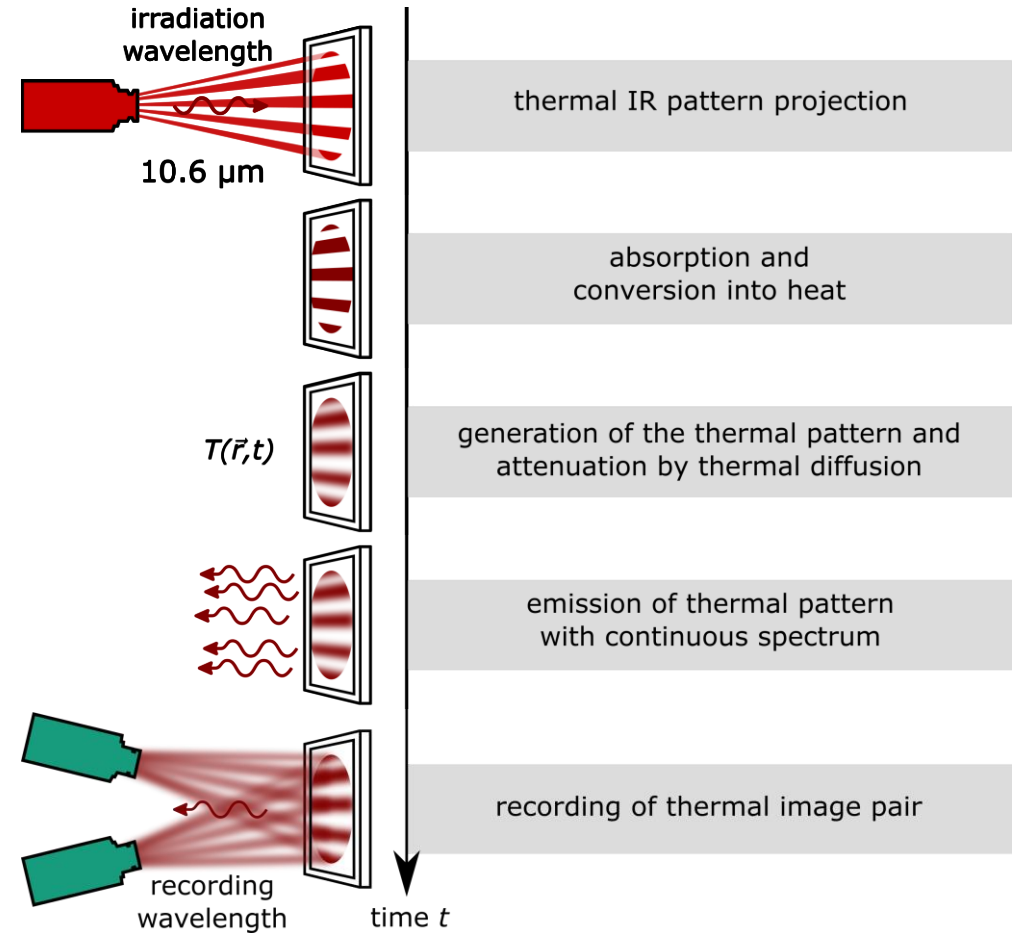 irradiation
wavelength
10.6 µm
thermal IR pattern projection
absorption and
conversion into heat
T(r⃗,t)
generation of the thermal pattern and
attenuation by thermal diffusion
emission of thermal pattern
with continuous spectrum
recording of thermal image pair
recording
wavelength
time t